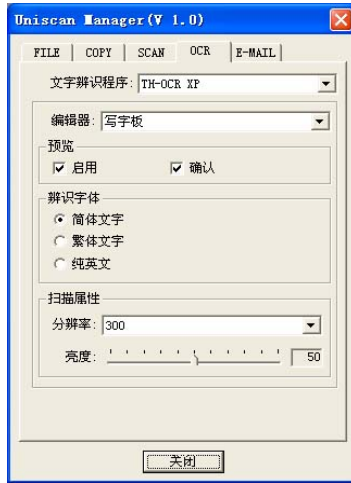 Uniscan Manager(V 1.0)
FILE COPY SCAN OCR E-MAIL
文字辨识程序: TH-OCR XP
编辑器: 写字板
预览
启用 确认
辨识字体
简体文字
繁体文字
纯英文
扫描属性
分辨率: 300
亮度: 50
关闭